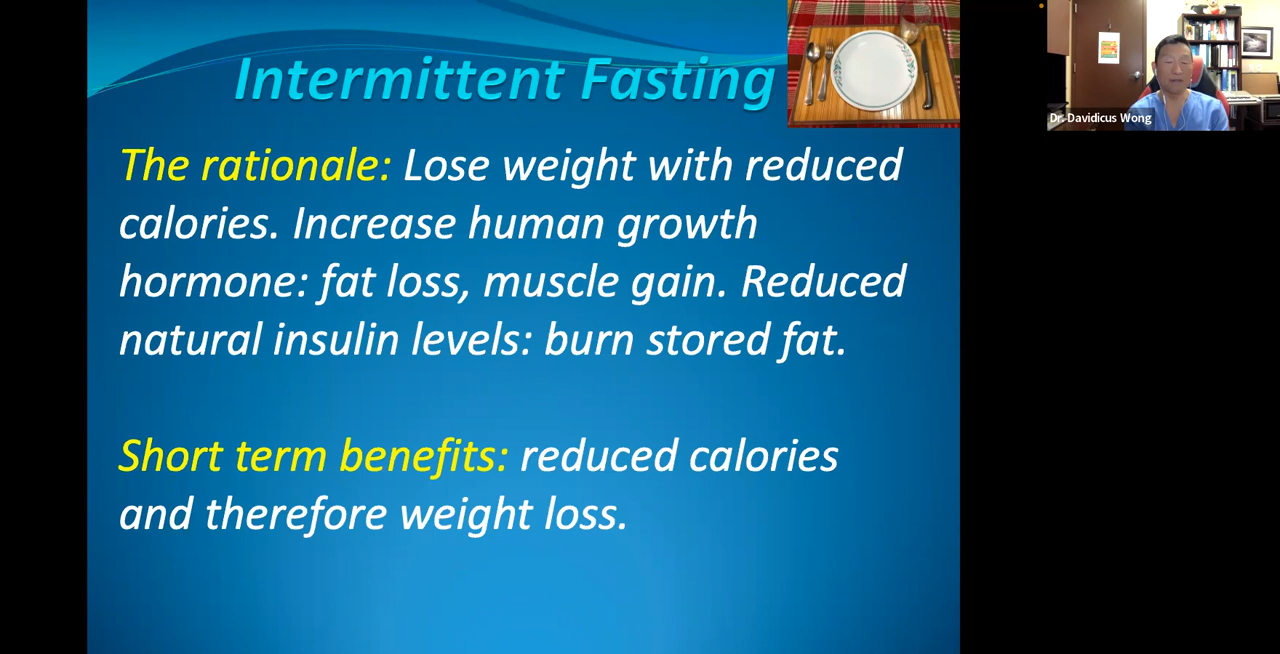 Intermittent Fasting
Dr. Davidicus Wong
The rationale: Lose weight with reduced
calories. Increase human growth
hormone: fat loss, muscle gain. Reduced
natural insulin levels: burn stored fat.
Short term benefits: reduced calories
and therefore weight loss.